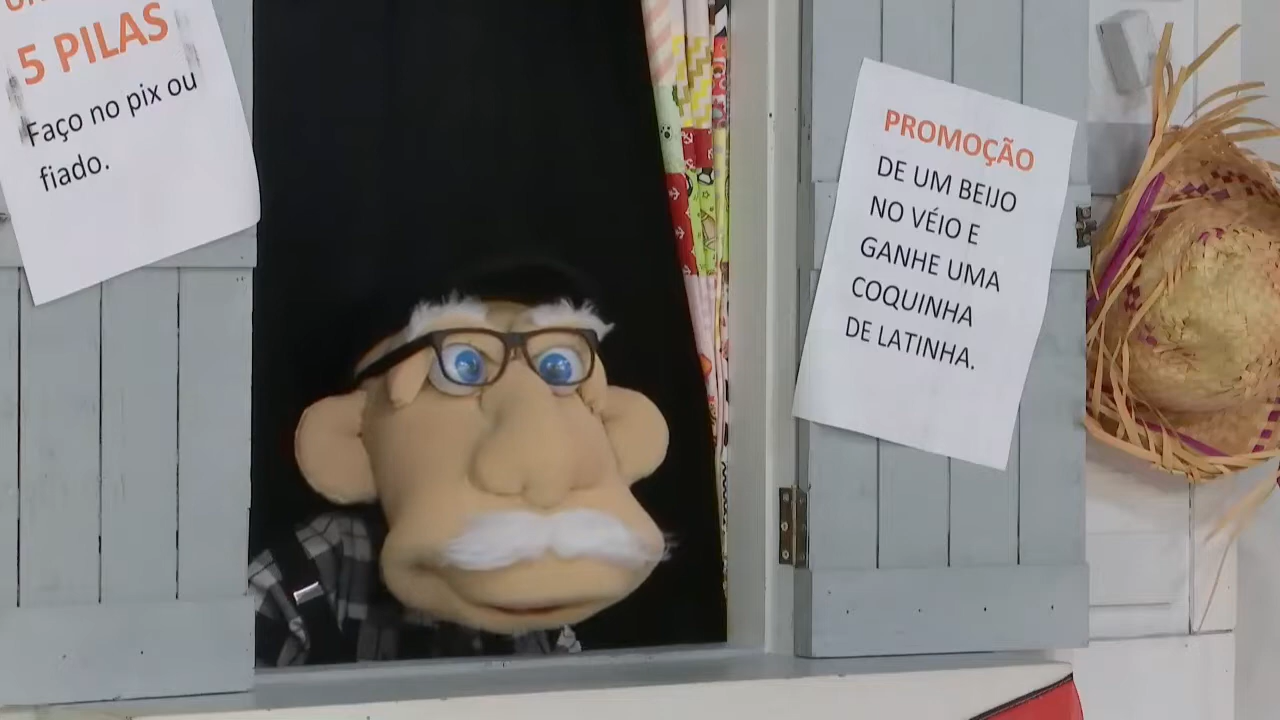 5 PILAS
Faço no pix ou
fiado.
PROMOÇÃO
DE UM BEIJO
NO VÉIO E
GANHE UMA
COQUINHA
DE LATINHA.